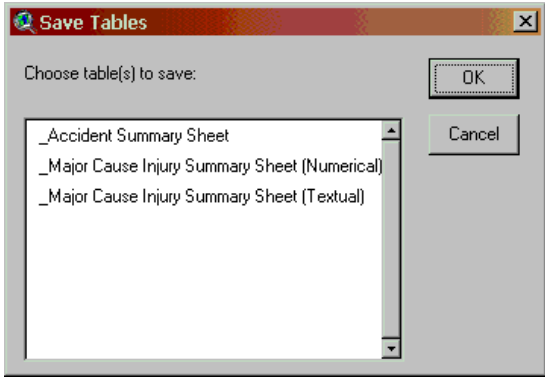 Save Tables
Choose table(s) to save:
OK
Cancel
_Accident Summary Sheet
_Major Cause Injury Summary Sheet (Numerical)
_Major Cause Injury Summary Sheet (Textual)